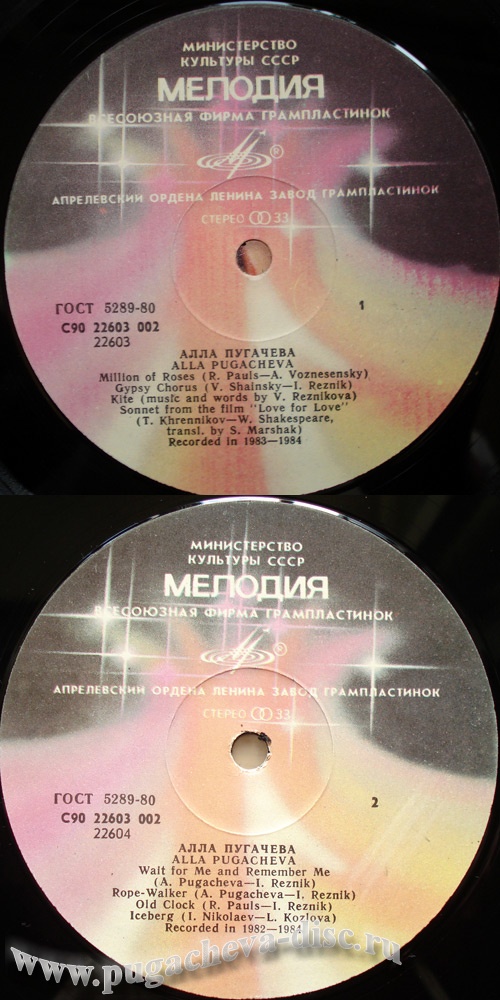 МИНИСТЕРСТВО
КУЛЬТУРЫ СССР
МЕЛОДИЯ
ВСЕСОЮЗНАЯ ФИРМА ГРАМПЛАСТИНОК
®
АПРЕЛЕВСКИЙ ОРДЕНА ЛЕНИНА ЗАВОД ГРАМПЛАСТИНОК
СТЕРЕО 33
ГОСТ 5289-80
1
С90 22603 002
22603
АЛЛА ПУГАЧЕВА
ALLA PUGACHEVA
Million of Roses (R. Pauls—A. Voznesensky)
Gypsy Chorus (V. Shainsky—I. Reznik)
Kite (music and words by V. Reznikova)
Sonnet from the film "Love for Love"
(T. Khrennikov—W. Shakespeare,
transl. by S. Marshak)
Recorded in 1983—1984
МИНИСТЕРСТВО
КУЛЬТУРЫ СССР
МЕЛОДИЯ
ВСЕСОЮЗНАЯ ФИРМА ГРАМПЛАСТИНОК
®
АПРЕЛЕВСКИЙ ОРДЕНА ЛЕНИНА ЗАВОД ГРАМПЛАСТИНОК
СТЕРЕО 33
ГОСТ 5289-80
2
С90 22603 002
22604
АЛЛА ПУГАЧЕВА
ALLA PUGACHEVA
Wait for Me and Remember Me
(A. Pugacheva—I. Reznik)
Rope-Walker (A. Pugacheva—I. Reznik)
Old Clock (R. Pauls—I. Reznik)
Iceberg (I. Nikolaev—L. Kozlova)
Recorded in 1982—1984
www.pugacheva-disc.ru